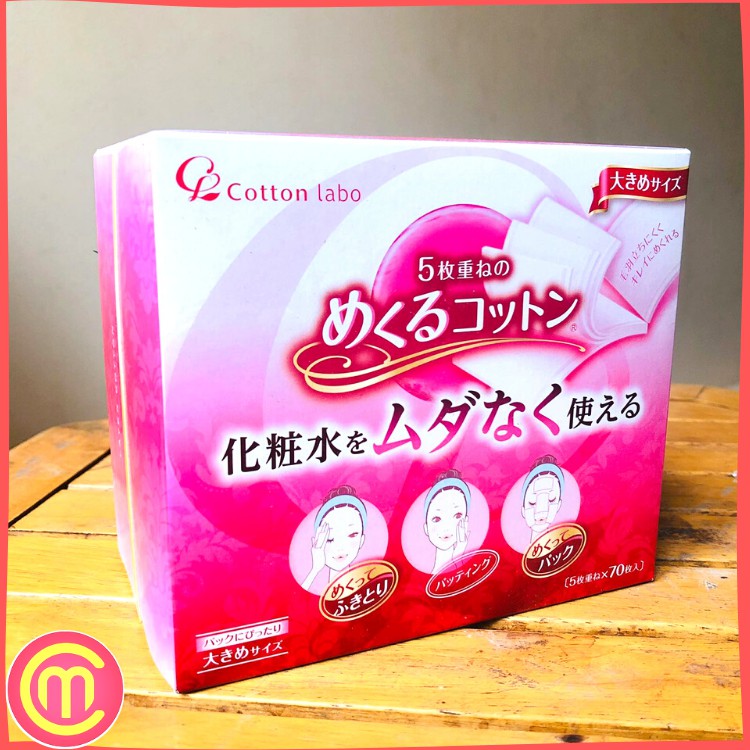 Cotton labo
大きめサイズ
毛羽立ちにくく
キレイにめくれる
5枚重ねの
めくるコットン®
化粧水をムダなく使える
めくって
ふきとり
パッティング
めくって
パック
〔5枚重ね×70枚入〕
パックにぴったり
大きめサイズ